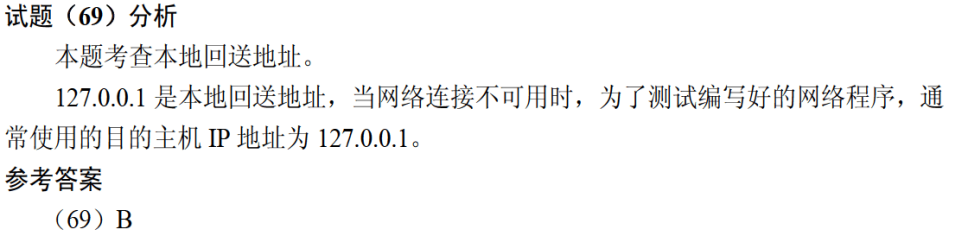 试题（69）分析
本题考查本地回送地址。
127.0.0.1 是本地回送地址，当网络连接不可用时，为了测试编写好的网络程序，通
常使用的目的主机 IP 地址为 127.0.0.1。
参考答案
（69）B